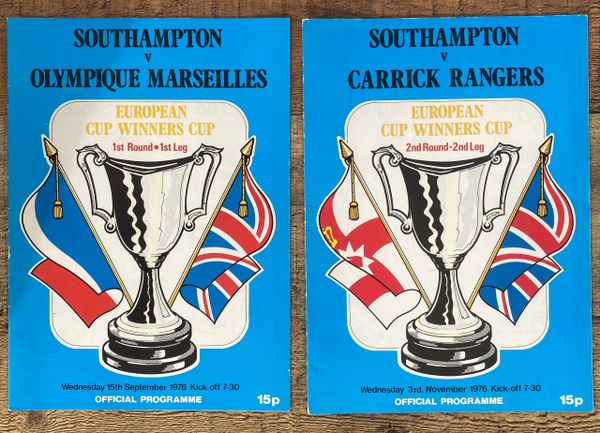 SOUTHAMPTON
v
OLYMPIQUE MARSEILLES
EUROPEAN
CUP WINNERS CUP
1st Round • 1st Leg
Wednesday 15th September 1976 Kick-off 7-30
OFFICIAL PROGRAMME
15p
SOUTHAMPTON
v
CARRICK RANGERS
EUROPEAN
CUP WINNERS CUP
2nd Round-2nd Leg
Wednesday 3rd. November 1976 Kick-off 7-30
OFFICIAL PROGRAMME
15p